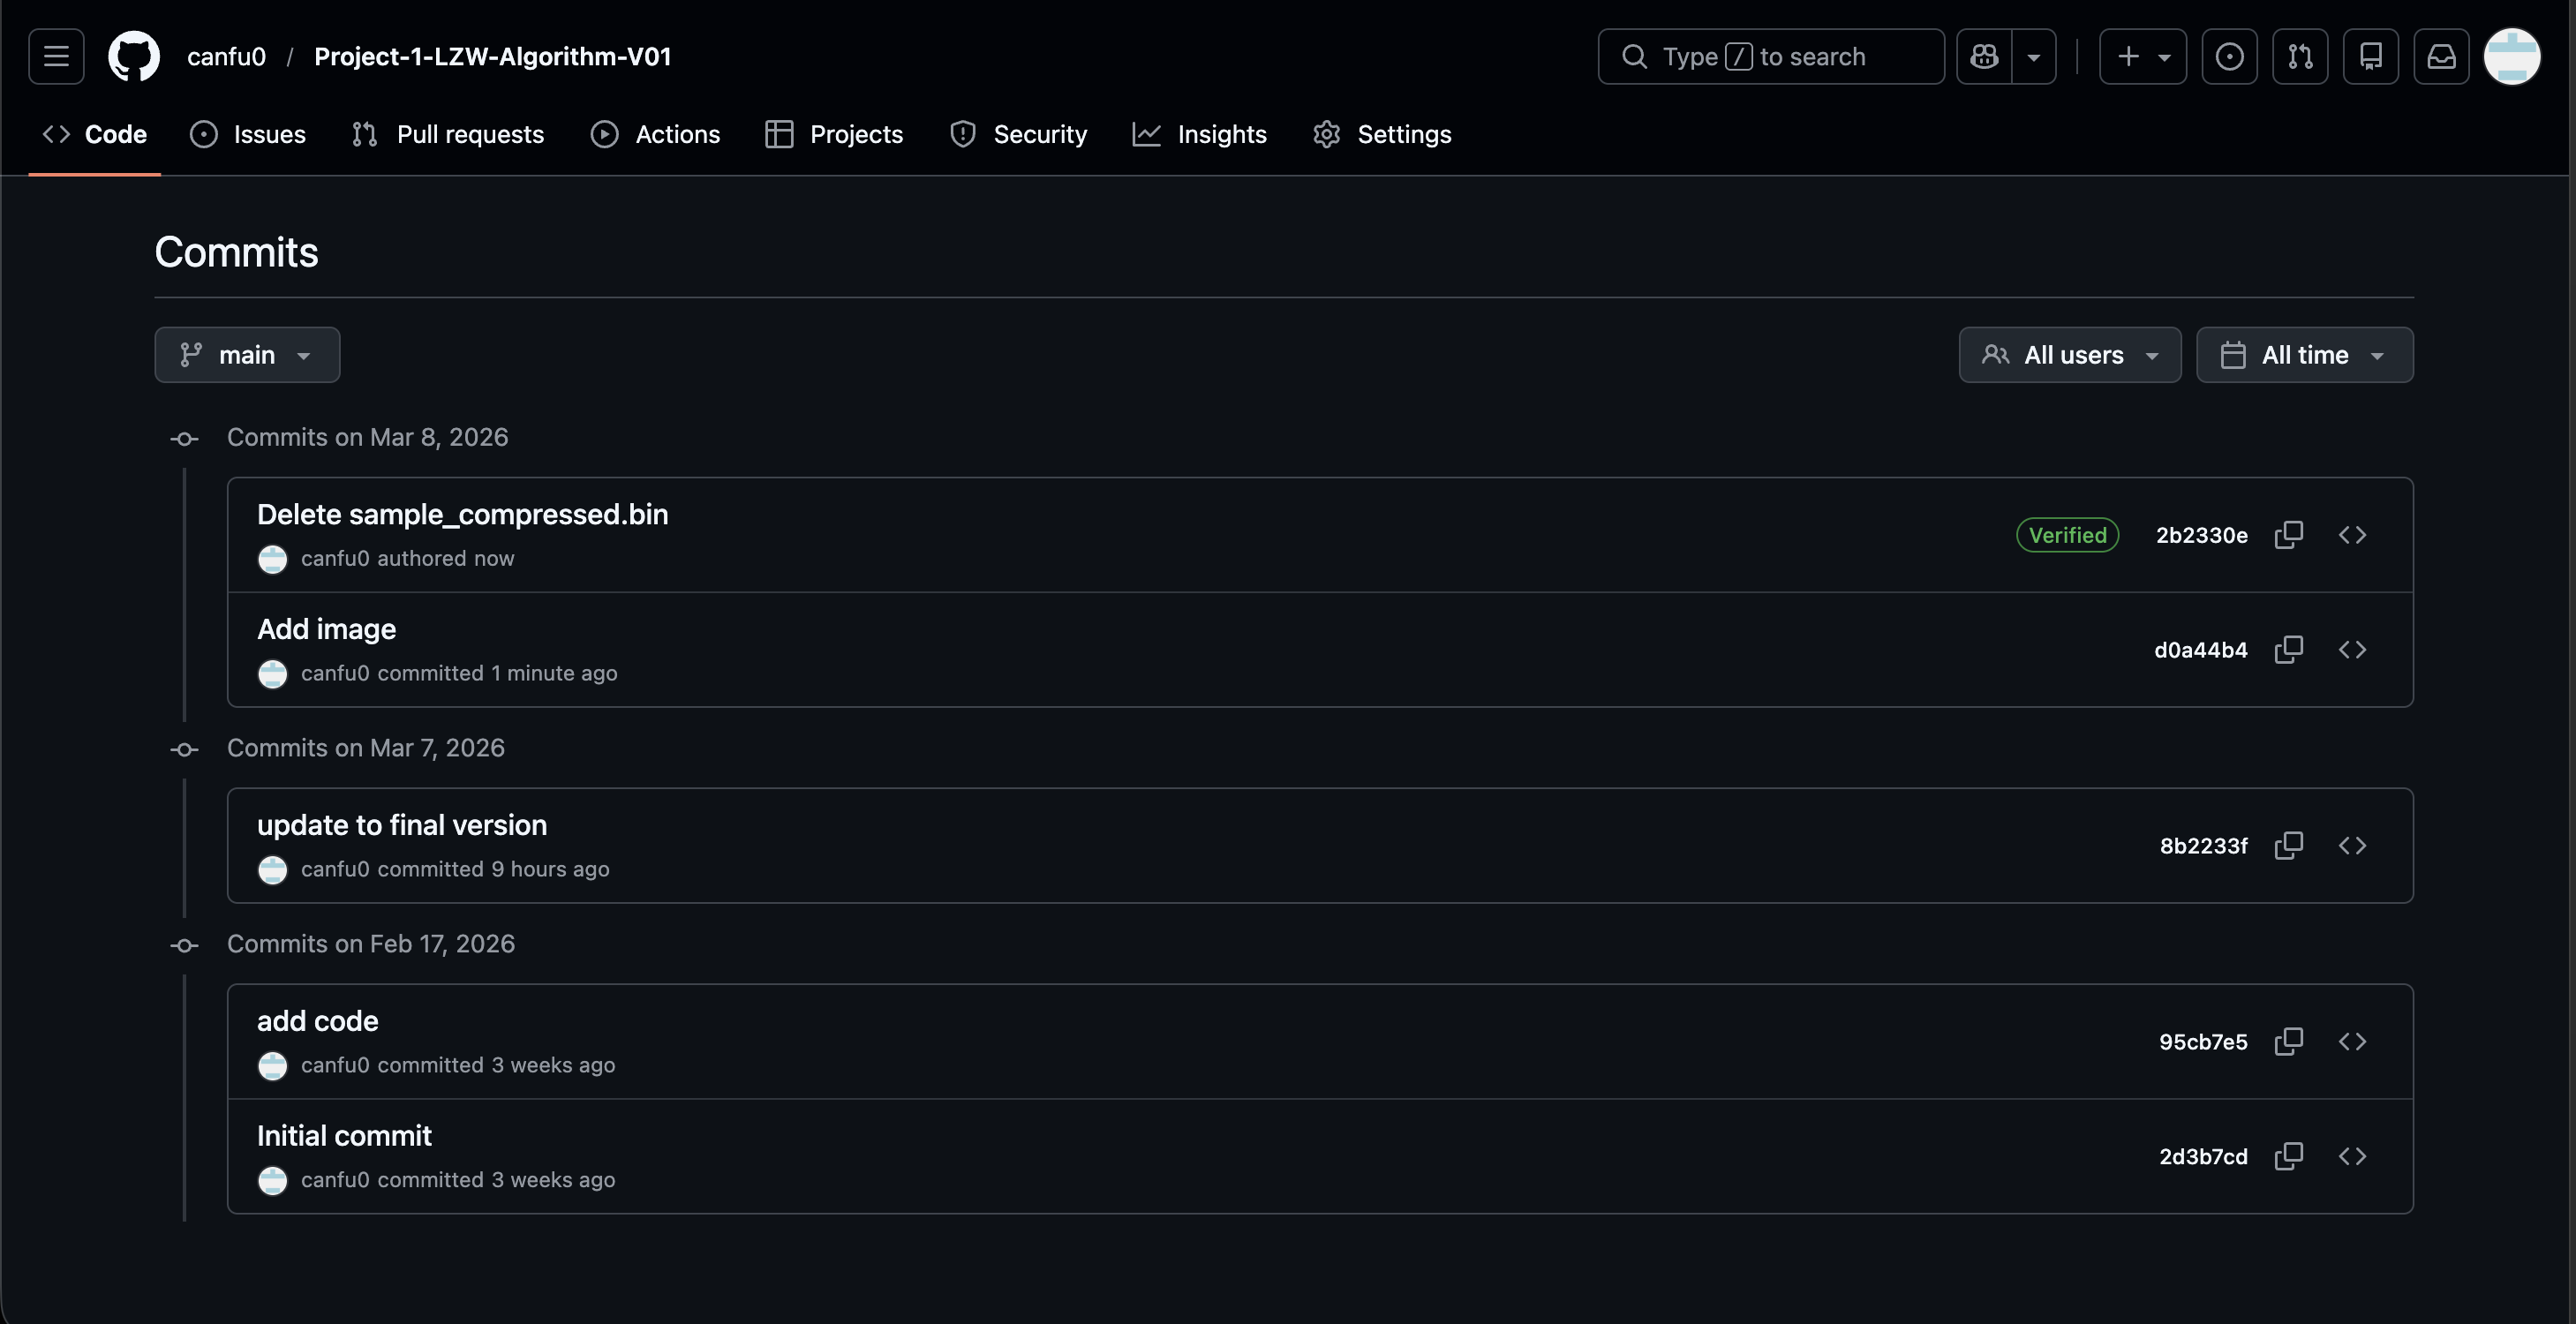 canfu0 / Project-1-LZW-Algorithm-V01
Type / to search
Code Issues Pull requests Actions Projects Security Insights Settings
Commits
main All users All time
Commits on Mar 8, 2026
Delete sample_compressed.bin
canfu0 authored now
Verified 2b2330e
Add image
canfu0 committed 1 minute ago
d0a44b4
Commits on Mar 7, 2026
update to final version
canfu0 committed 9 hours ago
8b2233f
Commits on Feb 17, 2026
add code
canfu0 committed 3 weeks ago
95cb7e5
Initial commit
canfu0 committed 3 weeks ago
2d3b7cd